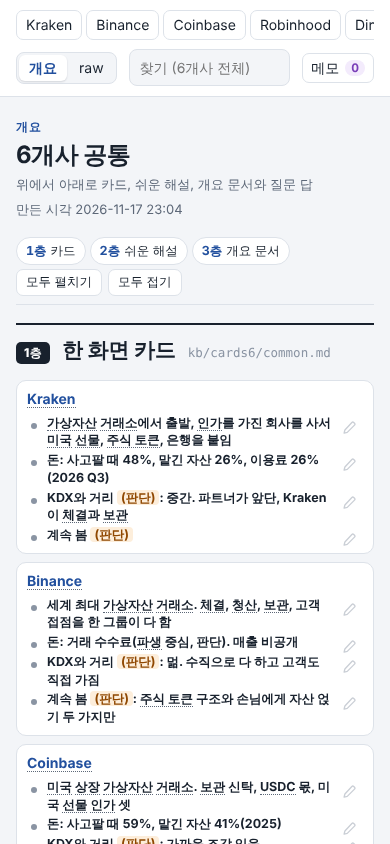 Kraken Binance Coinbase Robinhood
개요 raw 찾기 (6개사 전체) 메모 0
개요
6개사 공통
위에서 아래로 카드, 쉬운 해설, 개요 문서와 질문 답
만든 시각 2026-11-17 23:04
1층 카드 2층 쉬운 해설 3층 개요 문서
모두 펼치기 모두 접기
1층 한 화면 카드 kb/cards6/common.md
Kraken
가상자산 거래소에서 출발, 인가를 가진 회사를 사서
미국 선물, 주식 토큰, 은행을 붙임
돈: 사고팔 때 48%, 맡긴 자산 26%, 이용료 26%
(2026 Q3)
KDX와 거리 (판단) : 중간. 파트너가 앞단, Kraken
이 체결과 보관
계속 봄 (판단)
Binance
세계 최대 가상자산 거래소. 체결, 청산, 보관, 고객
접점을 한 그룹이 다 함
돈: 거래 수수료(파생 중심, 판단). 매출 비공개
KDX와 거리 (판단) : 멂. 수직으로 다 하고 고객도
직접 가짐
계속 봄 (판단) : 주식 토큰 구조와 손님에게 자산 얹
기 두 가지만
Coinbase
미국 상장 가상자산 거래소. 보관 신탁, USDC 몫, 미
국 선물 인가 셋
돈: 사고팔 때 59%, 맡긴 자산 41%(2025)
KDX와 거리 (판단) : 가까운 조각 있음